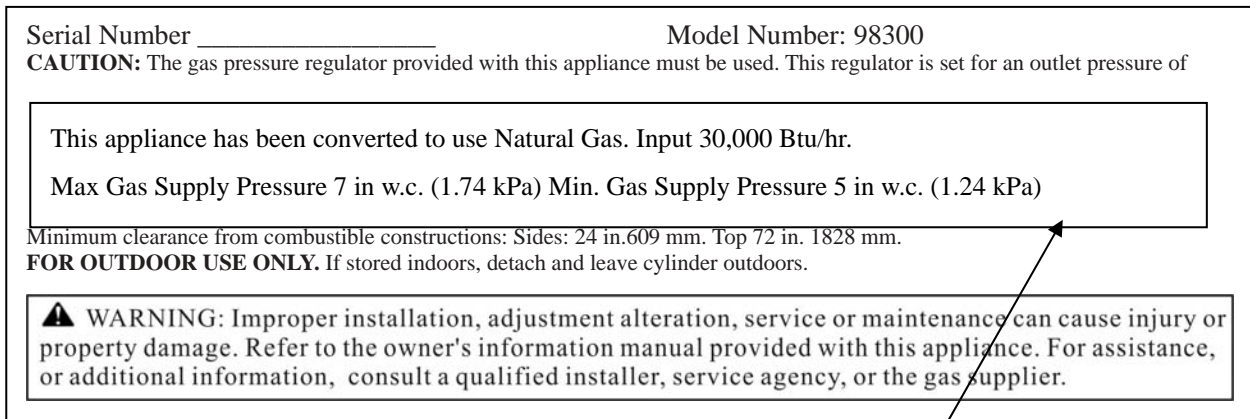 Serial Number __________________ Model Number: 98300
CAUTION: The gas pressure regulator provided with this appliance must be used. This regulator is set for an outlet pressure of
This appliance has been converted to use Natural Gas. Input 30,000 Btu/hr.
Max Gas Supply Pressure 7 in w.c. (1.74 kPa) Min. Gas Supply Pressure 5 in w.c. (1.24 kPa)
Minimum clearance from combustible constructions: Sides: 24 in.609 mm. Top 72 in. 1828 mm.
FOR OUTDOOR USE ONLY. If stored indoors, detach and leave cylinder outdoors.
⚠ WARNING: Improper installation, adjustment alteration, service or maintenance can cause injury or
property damage. Refer to the owner's information manual provided with this appliance. For assistance,
or additional information, consult a qualified installer, service agency, or the gas supplier.